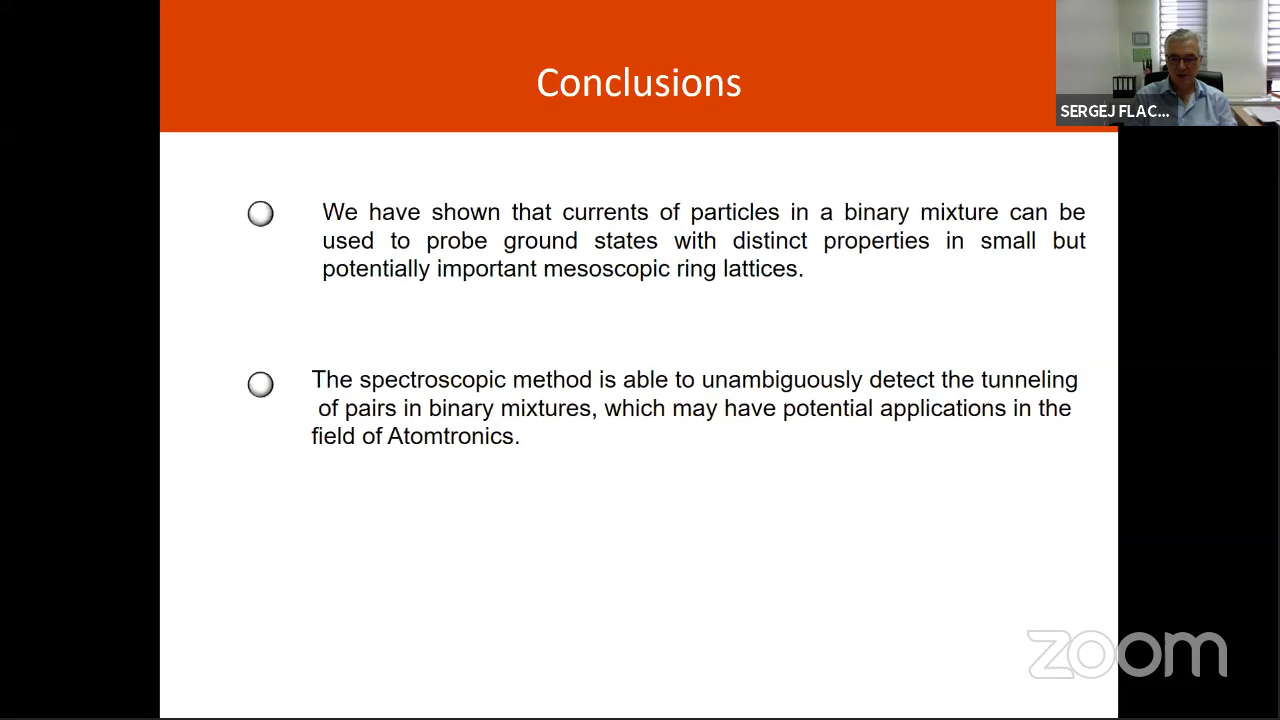 Conclusions
SERGEJ FLAC...
We have shown that currents of particles in a binary mixture can be
used to probe ground states with distinct properties in small but
potentially important mesoscopic ring lattices.
The spectroscopic method is able to unambiguously detect the tunneling
of pairs in binary mixtures, which may have potential applications in the
field of Atomtronics.
zoom